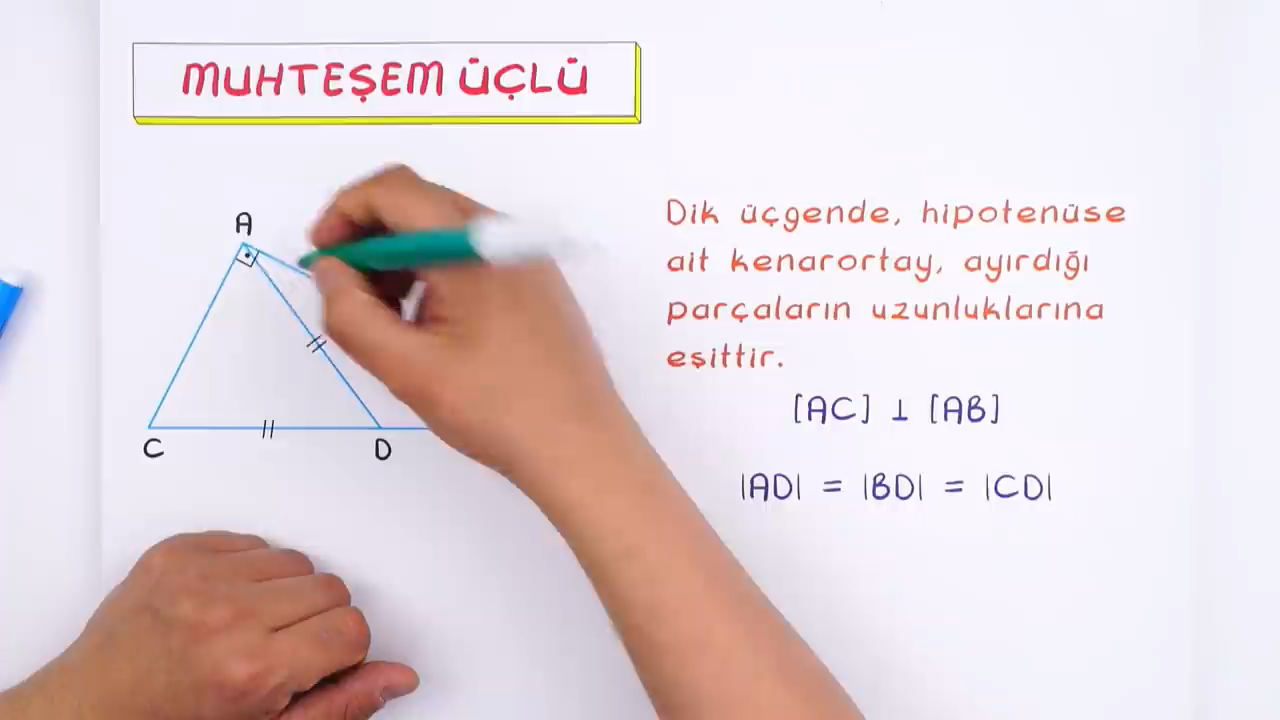 MUHTEŞEM ÜÇLÜ
A
C
D
Dik üçgende, hipotenüse
ait kenarortay, ayırdığı
parçaların uzunluklarına
eşittir.
[AC] ⊥ [AB]
|AD| = |BD| = |CD|